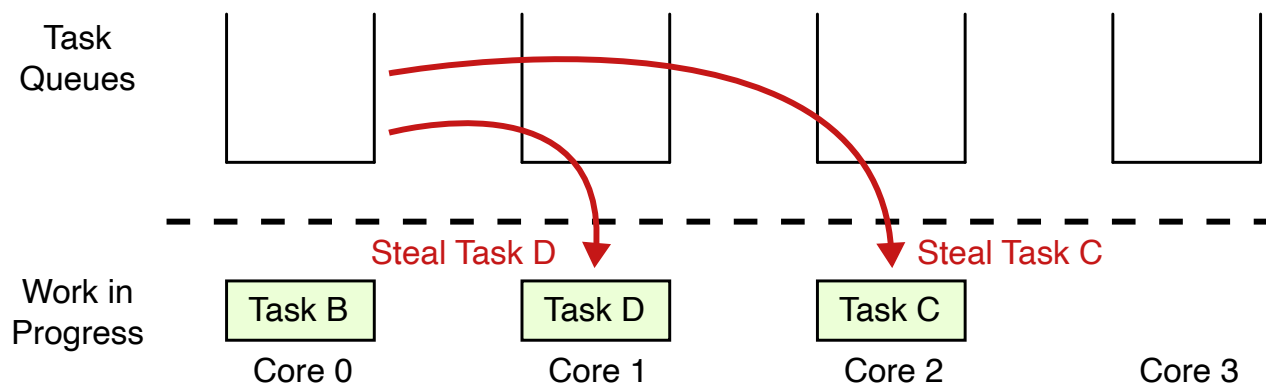 Task
Queues
Steal Task D
Steal Task C
Work in
Progress
Task B
Task D
Task C
Core 0
Core 1
Core 2
Core 3